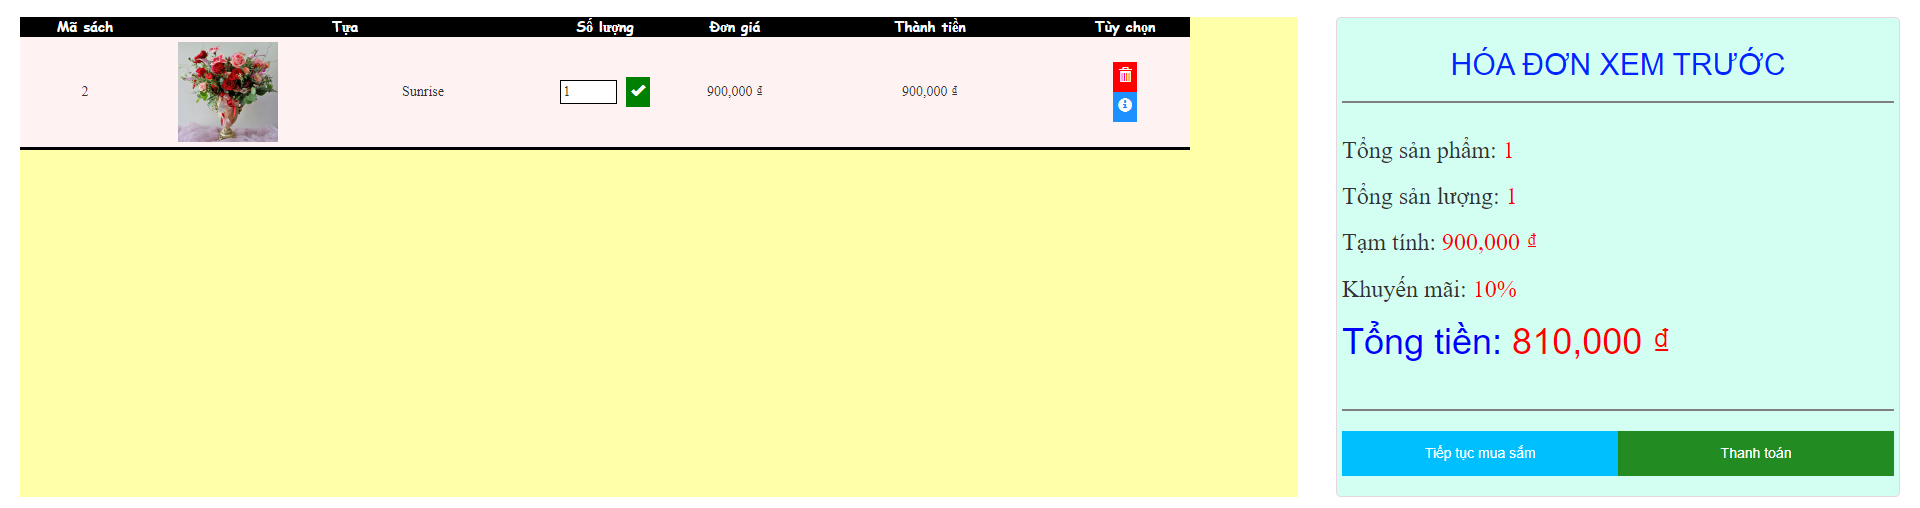 Mã sách Tựa Số lượng Đơn giá Thành tiền Tùy chọn
2 Sunrise 1 900,000 ₫ 900,000 ₫
HÓA ĐƠN XEM TRƯỚC
Tổng sản phẩm: 1
Tổng sản lượng: 1
Tạm tính: 900,000 ₫
Khuyến mãi: 10%
Tổng tiền: 810,000 ₫
Tiếp tục mua sắm Thanh toán